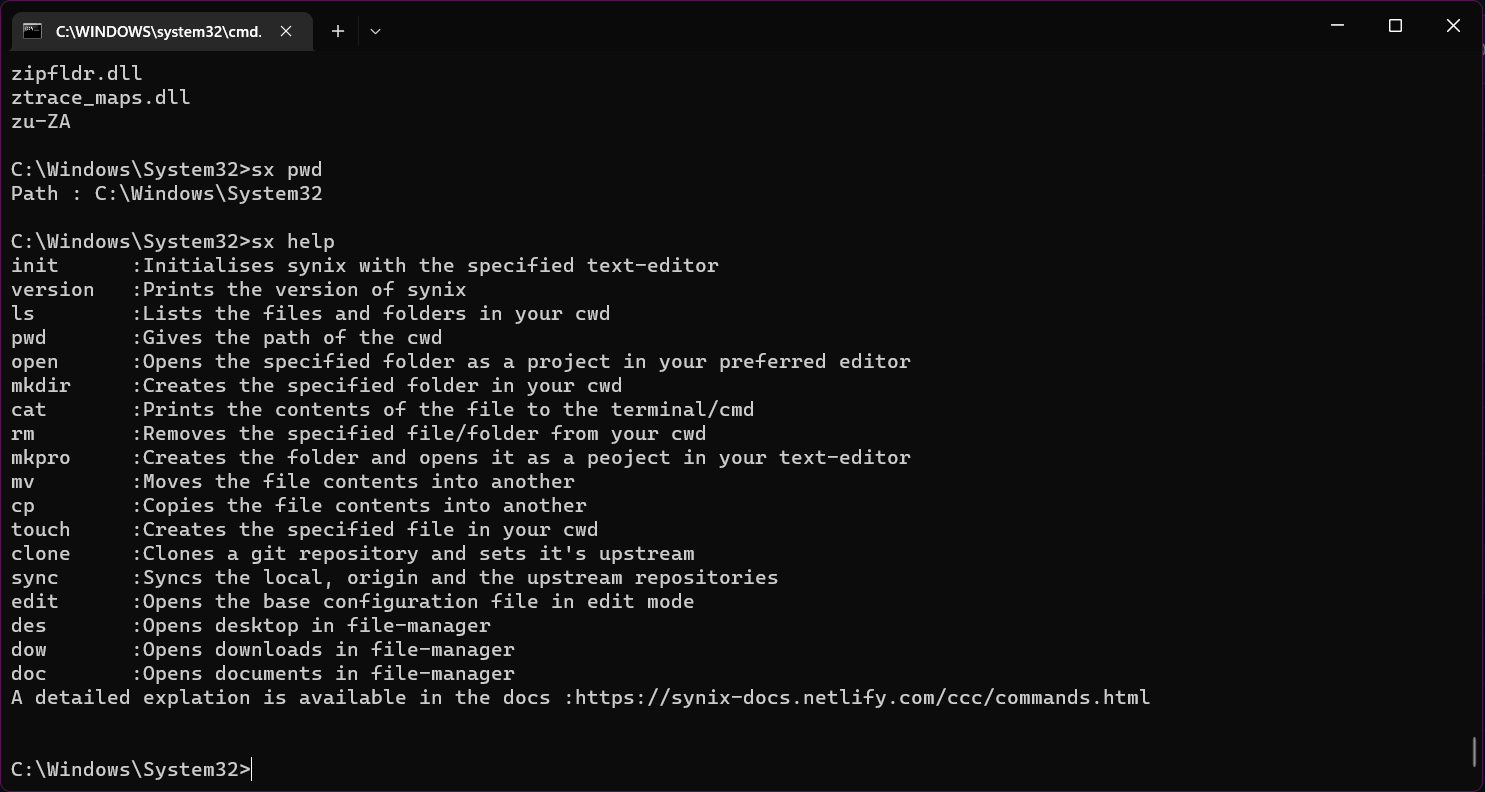 C:\WINDOWS\system32\cmd.
zipfldr.dll
ztrace_maps.dll
zu-ZA
C:\Windows\System32>sx pwd
Path : C:\Windows\System32
C:\Windows\System32>sx help
init      :Initialises synix with the specified text-editor
version   :Prints the version of synix
ls        :Lists the files and folders in your cwd
pwd       :Gives the path of the cwd
open      :Opens the specified folder as a project in your preferred editor
mkdir     :Creates the specified folder in your cwd
cat       :Prints the contents of the file to the terminal/cmd
rm        :Removes the specified file/folder from your cwd
mkpro     :Creates the folder and opens it as a peoject in your text-editor
mv        :Moves the file contents into another
cp        :Copies the file contents into another
touch     :Creates the specified file in your cwd
clone     :Clones a git repository and sets it's upstream
sync      :Syncs the local, origin and the upstream repositories
edit      :Opens the base configuration file in edit mode
des       :Opens desktop in file-manager
dow       :Opens downloads in file-manager
doc       :Opens documents in file-manager
A detailed explation is available in the docs :https://synix-docs.netlify.com/ccc/commands.html
C:\Windows\System32>